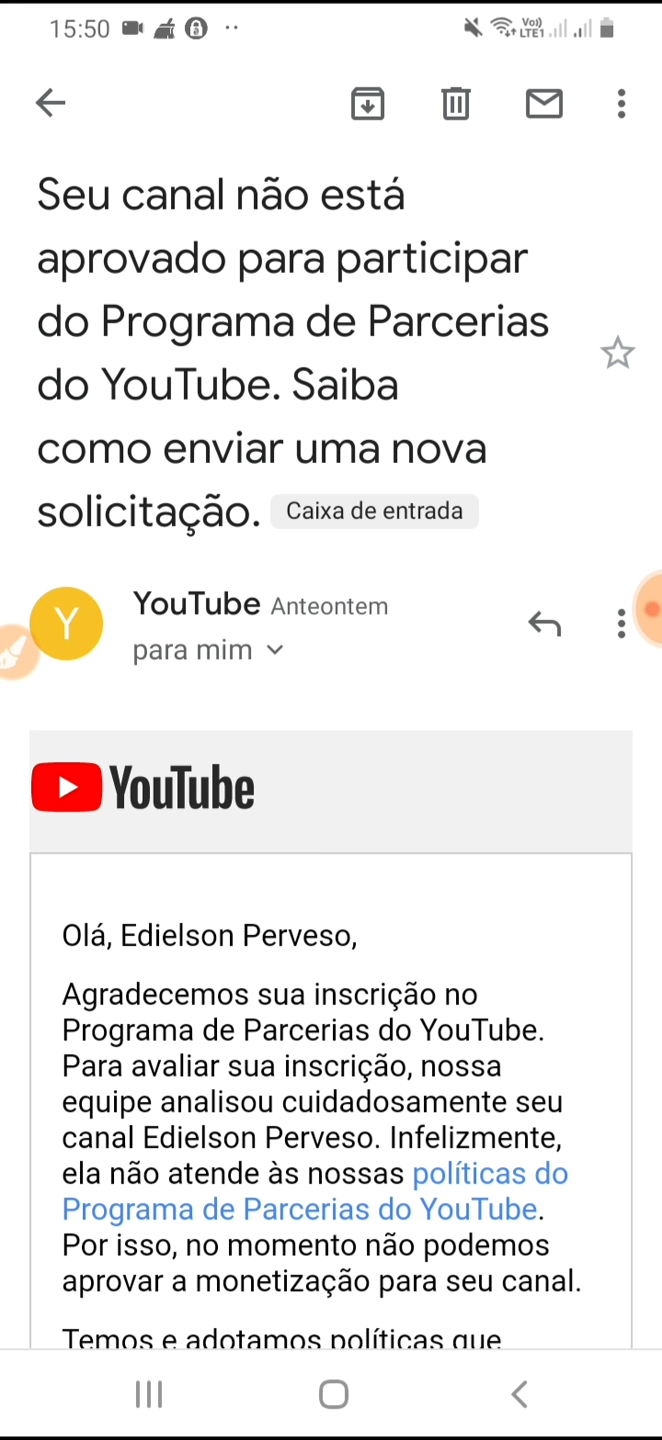 15:50
Vo)
LTE1
Seu canal não está
aprovado para participar
do Programa de Parcerias
do YouTube. Saiba
como enviar uma nova
solicitação. Caixa de entrada
Y
YouTube Anteontem
para mim
YouTube
Olá, Edielson Perveso,
Agradecemos sua inscrição no
Programa de Parcerias do YouTube.
Para avaliar sua inscrição, nossa
equipe analisou cuidadosamente seu
canal Edielson Perveso. Infelizmente,
ela não atende às nossas políticas do
Programa de Parcerias do YouTube.
Por isso, no momento não podemos
aprovar a monetização para seu canal.
Temos e adotamos políticas que